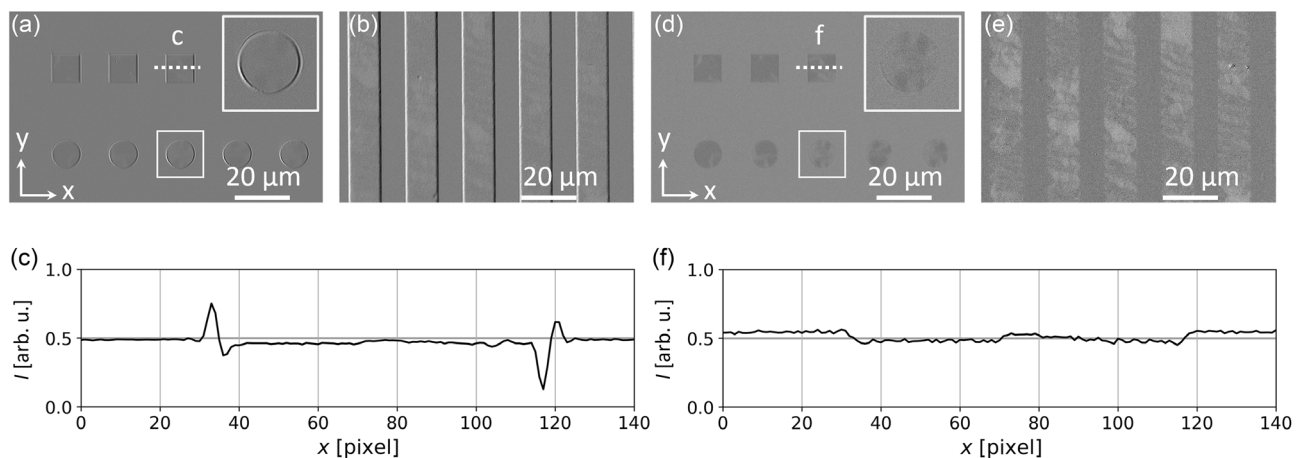 (a)
c
y
x
20 μm
(b)
20 μm
(d)
f
y
x
20 μm
(e)
20 μm
(c)
1.0
0.5
0.0
I [arb. u.]
0 20 40 60 80 100 120 140
x [pixel]
(f)
1.0
0.5
0.0
I [arb. u.]
0 20 40 60 80 100 120 140
x [pixel]